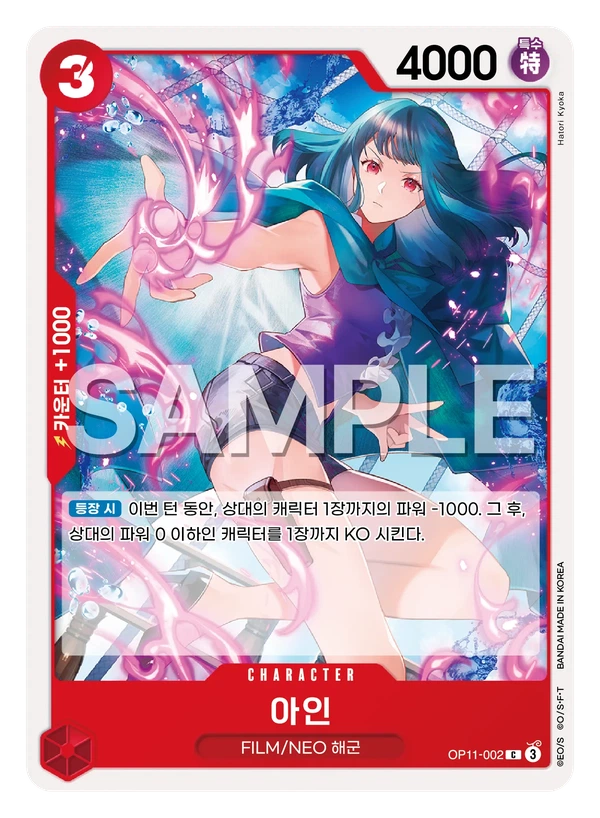 3
4000
특수
特
Hatori Kyoka
카운터 +1000
SAMPLE
등장 시 이번 턴 동안, 상대의 캐릭터 1장까지의 파워 -1000. 그 후,
상대의 파워 0 이하인 캐릭터를 1장까지 KO 시킨다.
BANDAI MADE IN KOREA
©EO/S ©O/S·F·T
CHARACTER
아인
FILM/NEO 해군
OP11-002 C 3